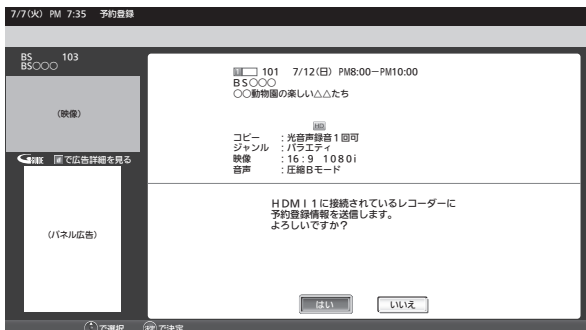 7/7(火) PM 7:35 予約登録
BS 103
BS○○○
(映像)
で広告詳細を見る
(パネル広告)
101 7/12(日) PM8:00-PM10:00
BS○○○
○○動物園の楽しい△△たち
HD
コピー :光音声録音1回可
ジャンル :バラエティ
映像 :16:9 1080i
音声 :圧縮Bモード
HDMI1に接続されているレコーダーに
予約登録情報を送信します。
よろしいですか?
はい いいえ
で選択 決定 で決定